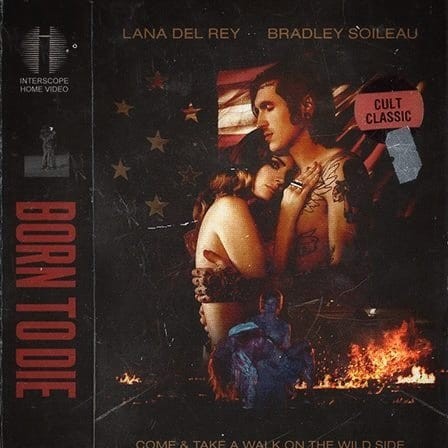 LANA DEL REY
BRADLEY SOILEAU
INTERSCOPE
HOME VIDEO
CULT
CLASSIC
BORN TO DIE
COME & TAKE A WALK ON THE WILD SIDE